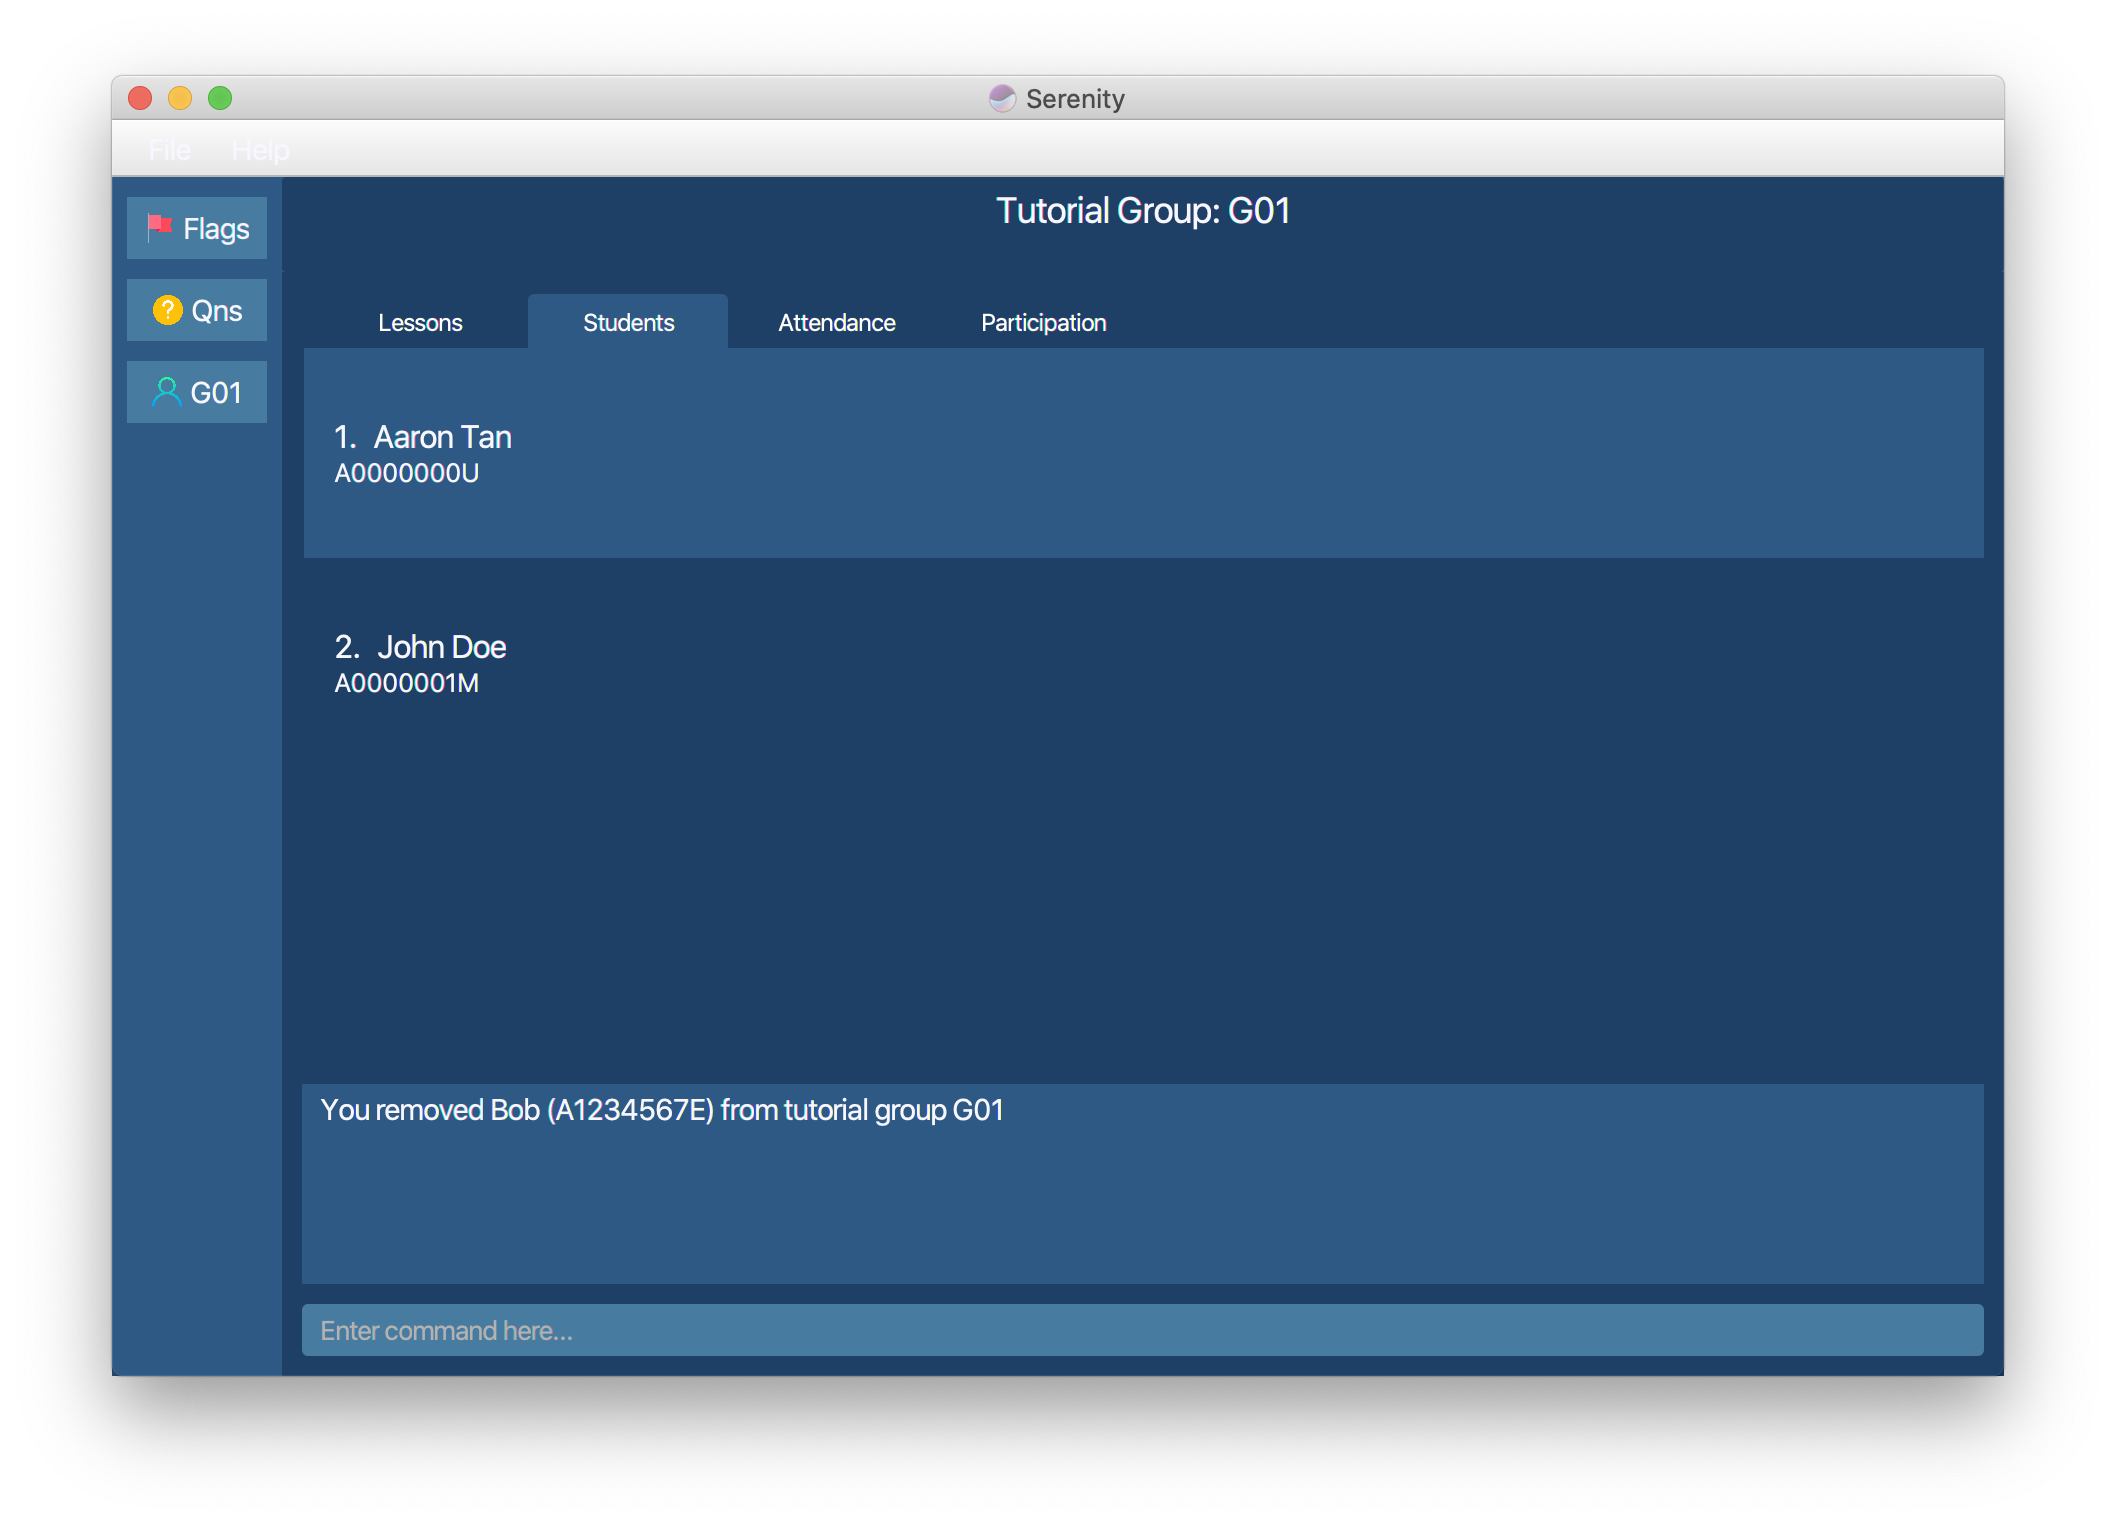 Serenity
File Help
Flags
Qns
G01
Tutorial Group: G01
Lessons Students Attendance Participation
1. Aaron Tan
A0000000U
2. John Doe
A0000001M
You removed Bob (A1234567E) from tutorial group G01
Enter command here...